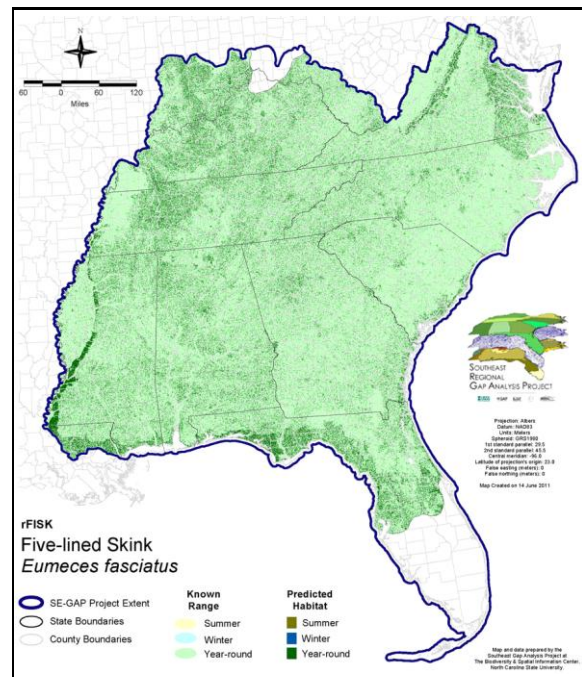 N
60 0 60 120
Miles
SOUTHEAST
REGIONAL
GAP ANALYSIS PROJECT
Projection: Albers
Datum: NAD83
Units: Meters
Spheroid: GRS1980
1st standard parallel: 29.5
2nd standard parallel: 45.5
Central meridian: -96.0
Latitude of projection's origin: 23.0
False easting (meters): 0
False northing (meters): 0
Map Created on 14 June 2011
rFISK
Five-lined Skink
Eumeces fasciatus
SE-GAP Project Extent
State Boundaries
County Boundaries
Known
Range
Summer
Winter
Year-round
Predicted
Habitat
Summer
Winter
Year-round
Map and data prepared by the
Southeast Gap Analysis Project at
The Biodiversity & Spatial Information Center,
North Carolina State University.